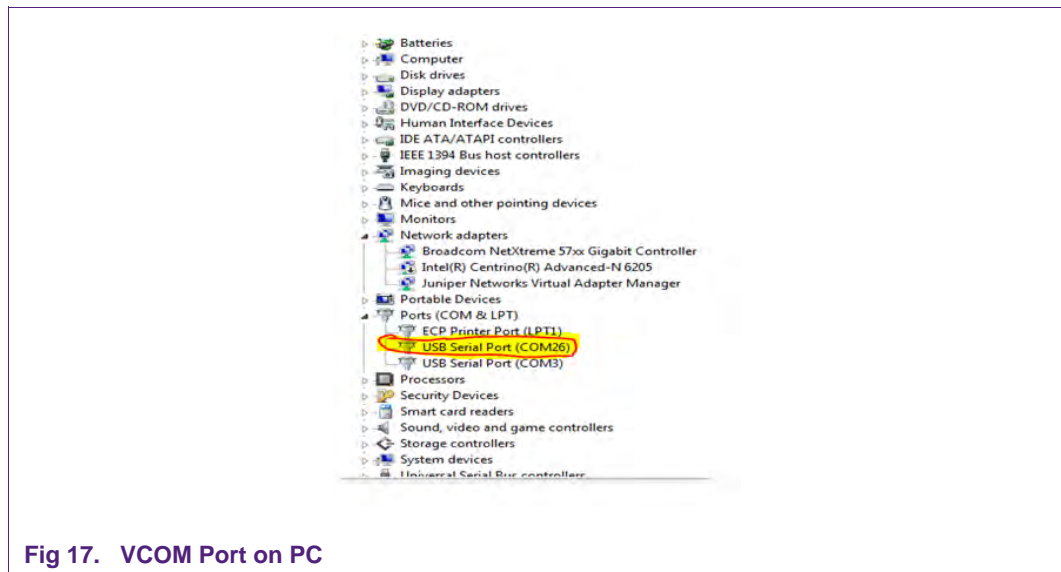 Batteries
Computer
Disk drives
Display adapters
DVD/CD-ROM drives
Human Interface Devices
IDE ATA/ATAPI controllers
IEEE 1394 Bus host controllers
Imaging devices
Keyboards
Mice and other pointing devices
Monitors
Network adapters
Broadcom NetXtreme 57xx Gigabit Controller
Intel(R) Centrino(R) Advanced-N 6205
Juniper Networks Virtual Adapter Manager
Portable Devices
Ports (COM & LPT)
ECP Printer Port (LPT1)
USB Serial Port (COM26)
USB Serial Port (COM3)
Processors
Security Devices
Smart card readers
Sound, video and game controllers
Storage controllers
System devices
Universal Serial Bus controllers
Fig 17. VCOM Port on PC